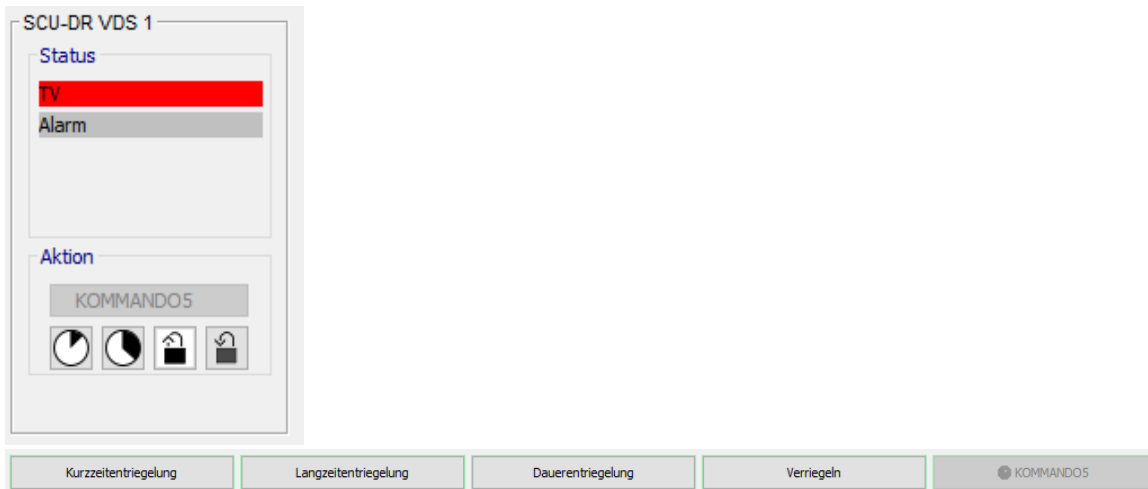 SCU-DR VDS 1
Status
TV
Alarm
Aktion
KOMMANDO5
Kurzzeitentriegelung
Langzeitentriegelung
Dauerentriegelung
Verriegeln
KOMMANDO5